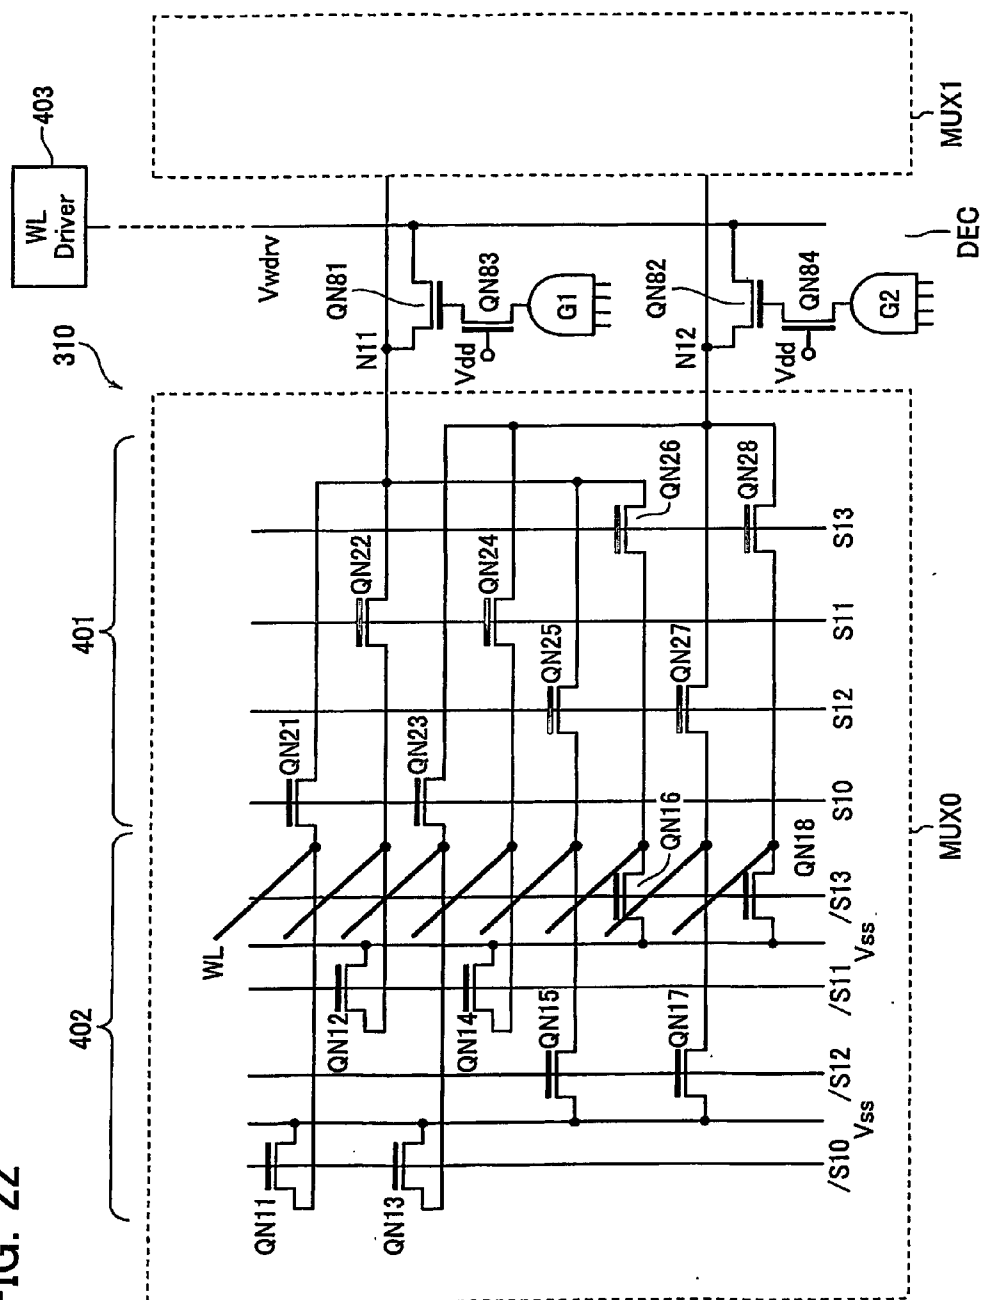 FIG. 22
WL
Driver
403
310
401
402
Vwdrv
QN81
QN83
G1
N11
Vdd
QN82
QN84
G2
N12
Vdd
DEC
MUX1
QN21
QN22
QN23
QN24
QN25
QN26
QN27
QN28
WL
QN11
QN12
QN13
QN14
QN15
QN16
QN17
QN18
/S10
Vss
/S12
/S11
Vss
/S13
S10
S12
S11
S13
MUX0